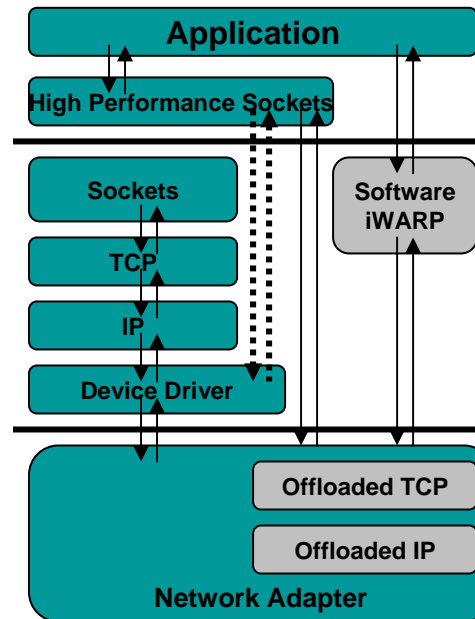 Application
High Performance Sockets
Sockets
Software
iWARP
TCP
IP
Device Driver
Offloaded TCP
Offloaded IP
Network Adapter